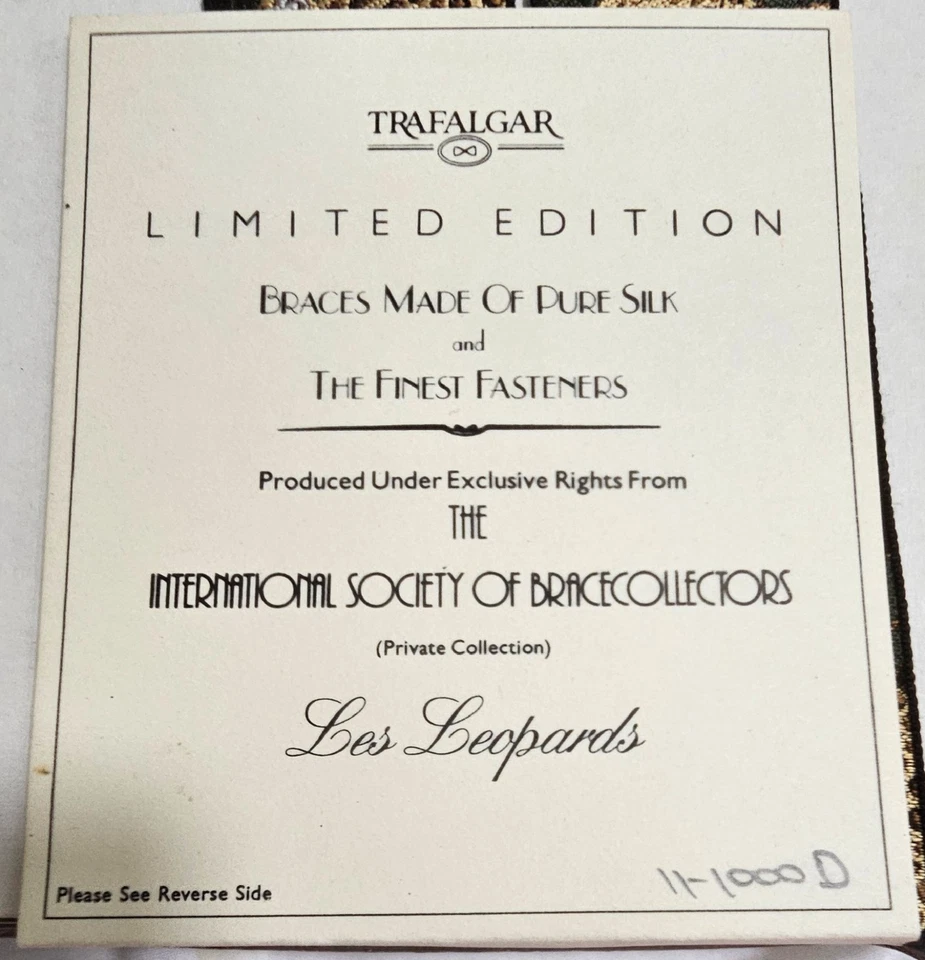 TRAFALGAR
LIMITED EDITION
BRACES MADE OF PURE SILK
and
THE FINEST FASTENERS
Produced Under Exclusive Rights From
THE
INTERNATIONAL SOCIETY OF BRACECOLLECTORS
(Private Collection)
Les Leopards
11-1000 D
Please See Reverse Side